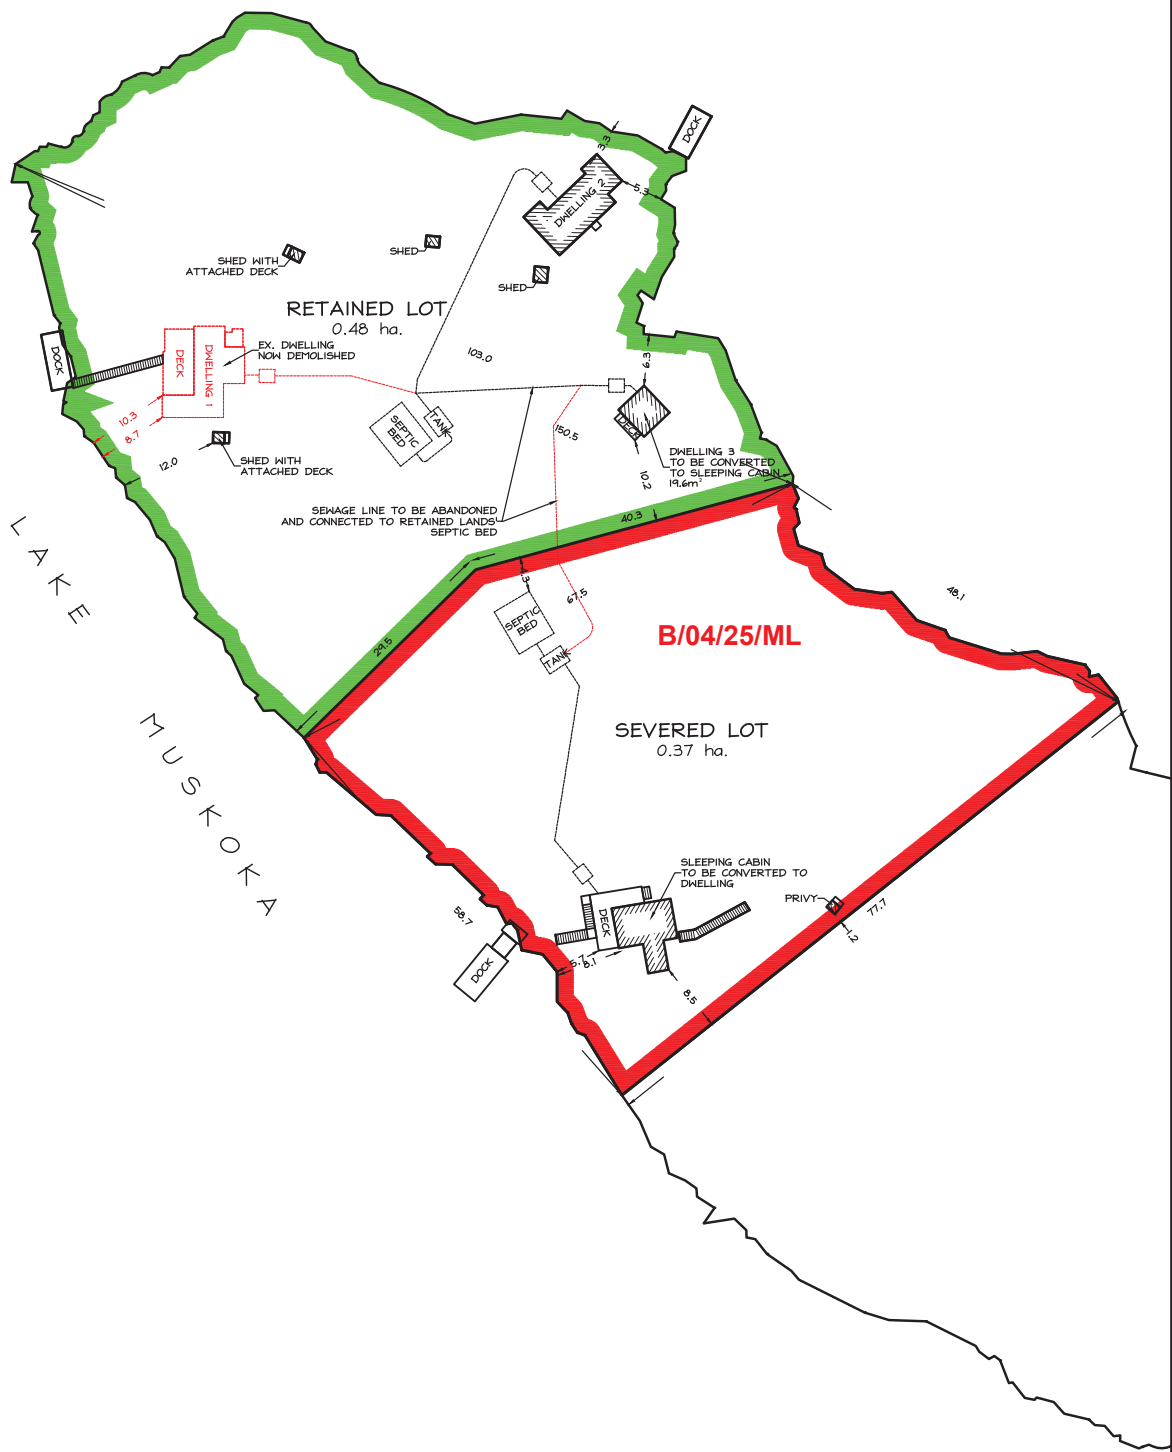 DOCK
3.3
DWELLING 2
5.3
SHED
SHED WITH
ATTACHED DECK
SHED
RETAINED LOT
0.48 ha.
EX. DWELLING
NOW DEMOLISHED
DOCK
DECK
DWELLING 1
103.0
6.3
10.3
8.7
SEPTIC
BED
TANK
DECK
150.5
12.0
SHED WITH
ATTACHED DECK
DWELLING 3
TO BE CONVERTED
TO SLEEPING CABIN
19.6m²
10.2
SEWAGE LINE TO BE ABANDONED
AND CONNECTED TO RETAINED LANDS'
SEPTIC BED
40.3
LAKE
MUSKOKA
4.3
67.5
48.1
SEPTIC
BED
TANK
29.5
B/04/25/ML
SEVERED LOT
0.37 ha.
SLEEPING CABIN
TO BE CONVERTED TO
DWELLING
PRIVY
77.7
1.2
58.7
DECK
DOCK
5.7
8.1
8.5